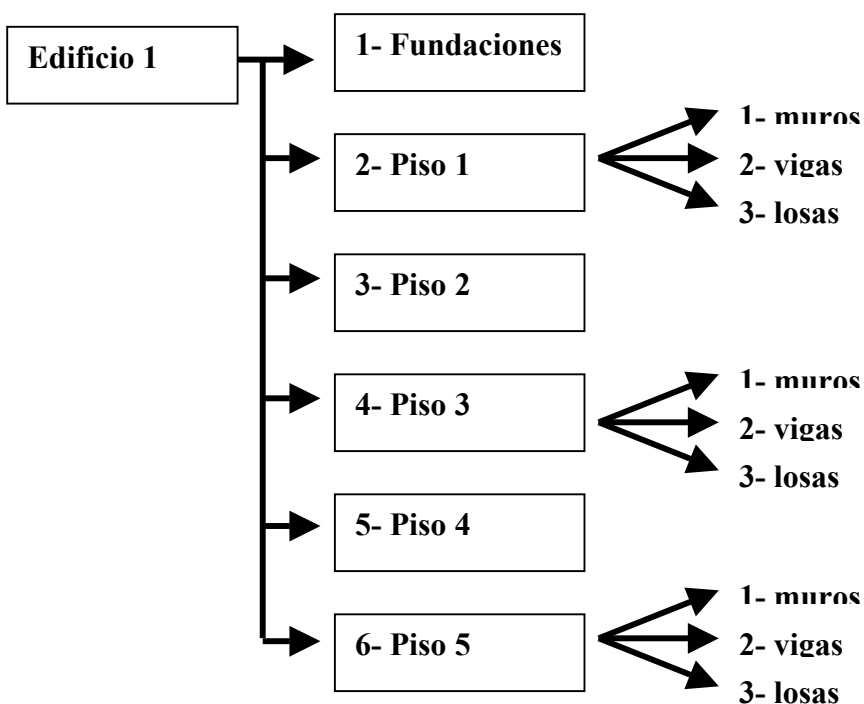 Edificio 1
1- Fundaciones
2- Piso 1
1- muros
2- vigas
3- losas
3- Piso 2
4- Piso 3
1- muros
2- vigas
3- losas
5- Piso 4
6- Piso 5
1- muros
2- vigas
3- losas